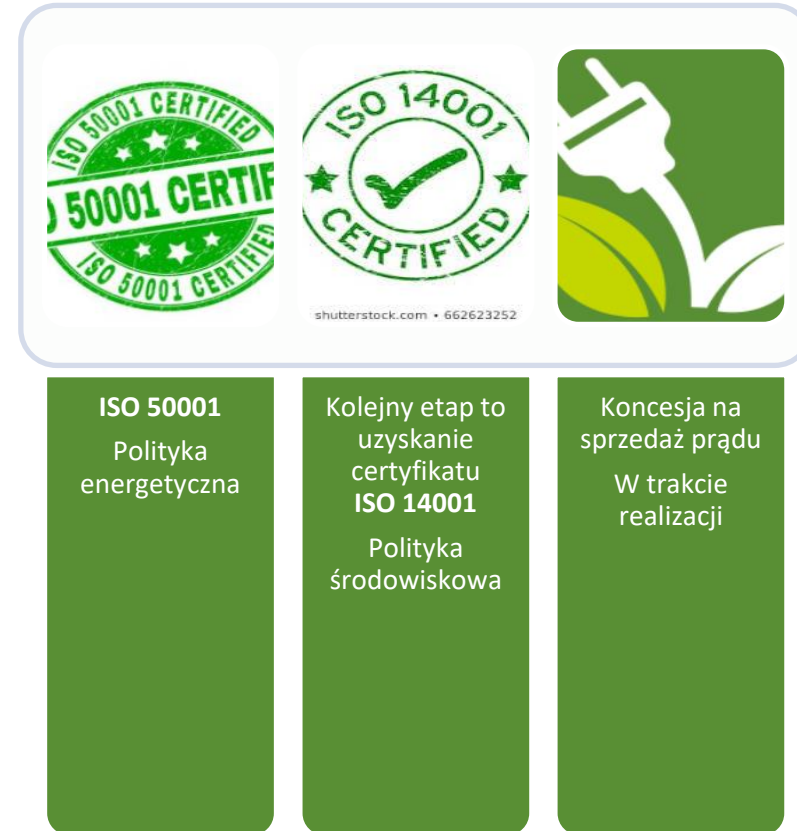 ISO 50001 CERTIFIED
50001 CERTIF
ISO 50001 CERTIFIED
ISO 14001
CERTIFIED
shutterstock.com • 662623252
ISO 50001
Polityka
energetyczna
Kolejny etap to
uzyskanie
certyfikatu
ISO 14001
Polityka
środowiskowa
Koncesja na
sprzedaż prądu
W trakcie
realizacji